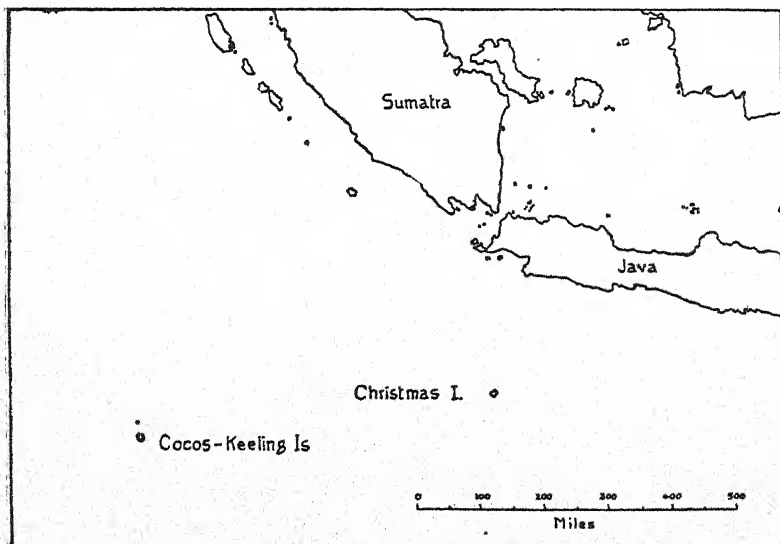 Sumatra
Java
Christmas I.
Cocos-Keeling Is
0 100 200 300 400 500
Miles